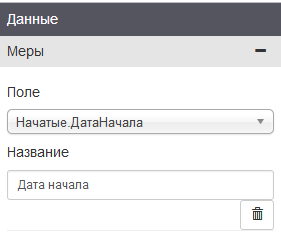 Данные
Меры
Поле
Начатые.ДатаНачала
Название
Дата начала